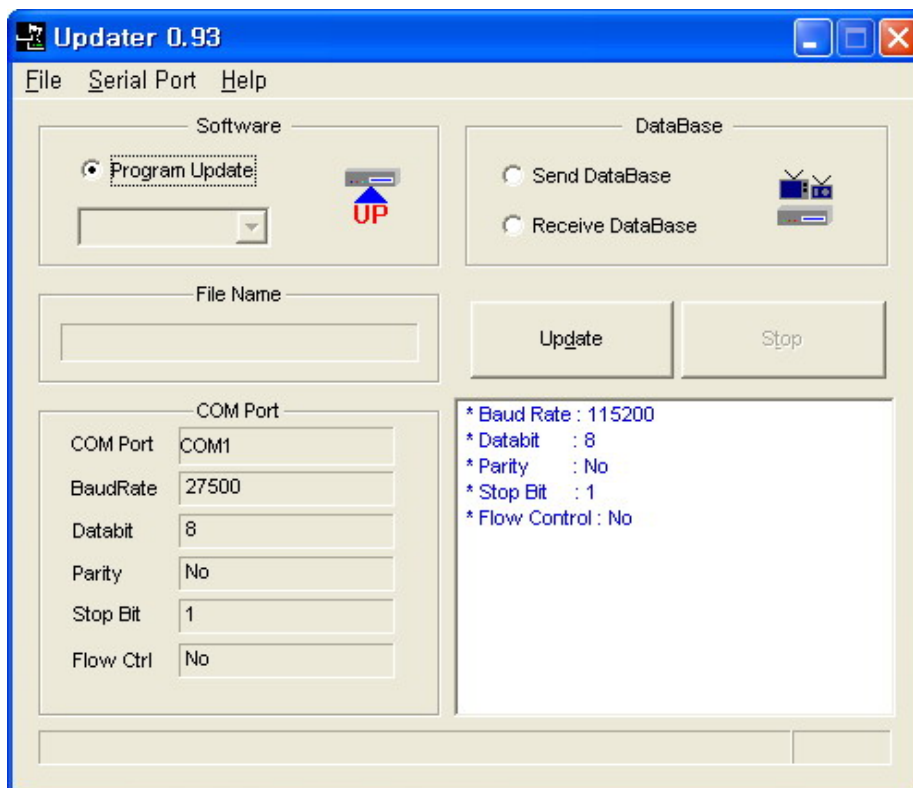 Updater 0.93
File Serial Port Help
Software
Program Update
UP
DataBase
Send DataBase
Receive DataBase
File Name
Update
Stop
COM Port
COM Port COM1
BaudRate 27500
Databit 8
Parity No
Stop Bit 1
Flow Ctrl No
* Baud Rate : 115200
* Databit : 8
* Parity : No
* Stop Bit : 1
* Flow Control : No